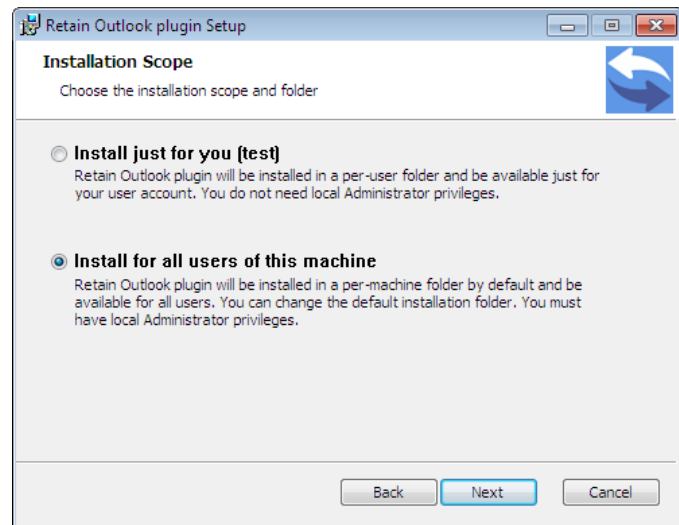 Retain Outlook plugin Setup
Installation Scope
Choose the installation scope and folder
Install just for you (test)
Retain Outlook plugin will be installed in a per-user folder and be available just for
your user account. You do not need local Administrator privileges.
Install for all users of this machine
Retain Outlook plugin will be installed in a per-machine folder by default and be
available for all users. You can change the default installation folder. You must
have local Administrator privileges.
Back Next Cancel